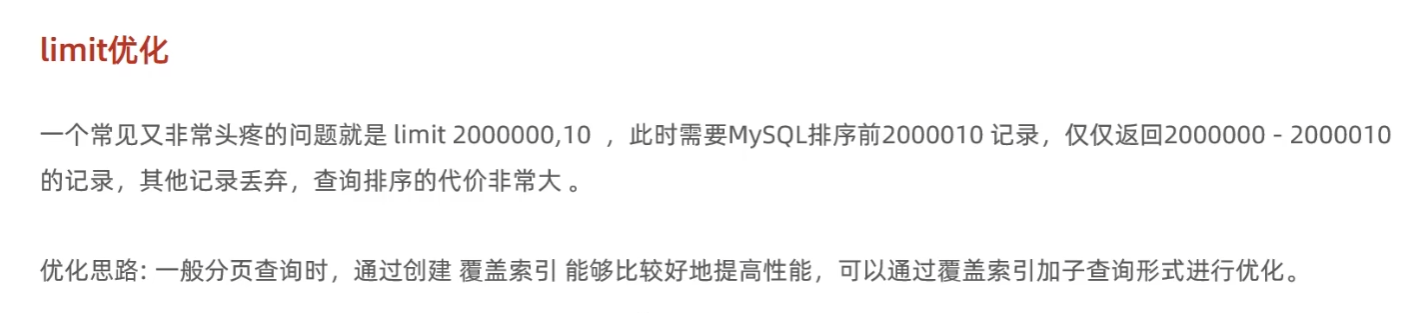 limit优化
一个常见又非常头疼的问题就是 limit 2000000,10 ，此时需要MySQL排序前2000010 记录，仅仅返回2000000 - 2000010
的记录，其他记录丢弃，查询排序的代价非常大 。
优化思路: 一般分页查询时，通过创建 覆盖索引 能够比较好地提高性能，可以通过覆盖索引加子查询形式进行优化。